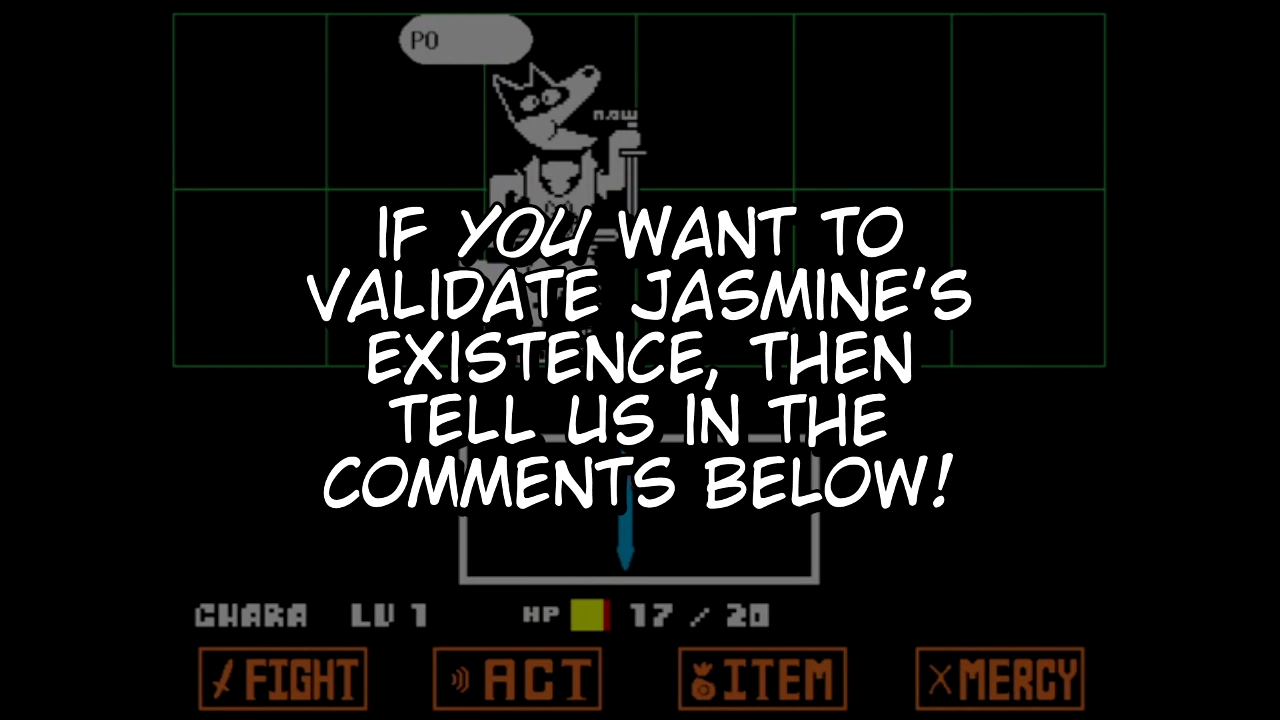 PO
now
IF YOU WANT TO
VALIDATE JASMINE'S
EXISTENCE, THEN
TELL US IN THE
COMMENTS BELOW!
CHARA LV 1 HP 17 / 20
FIGHT ACT ITEM MERCY